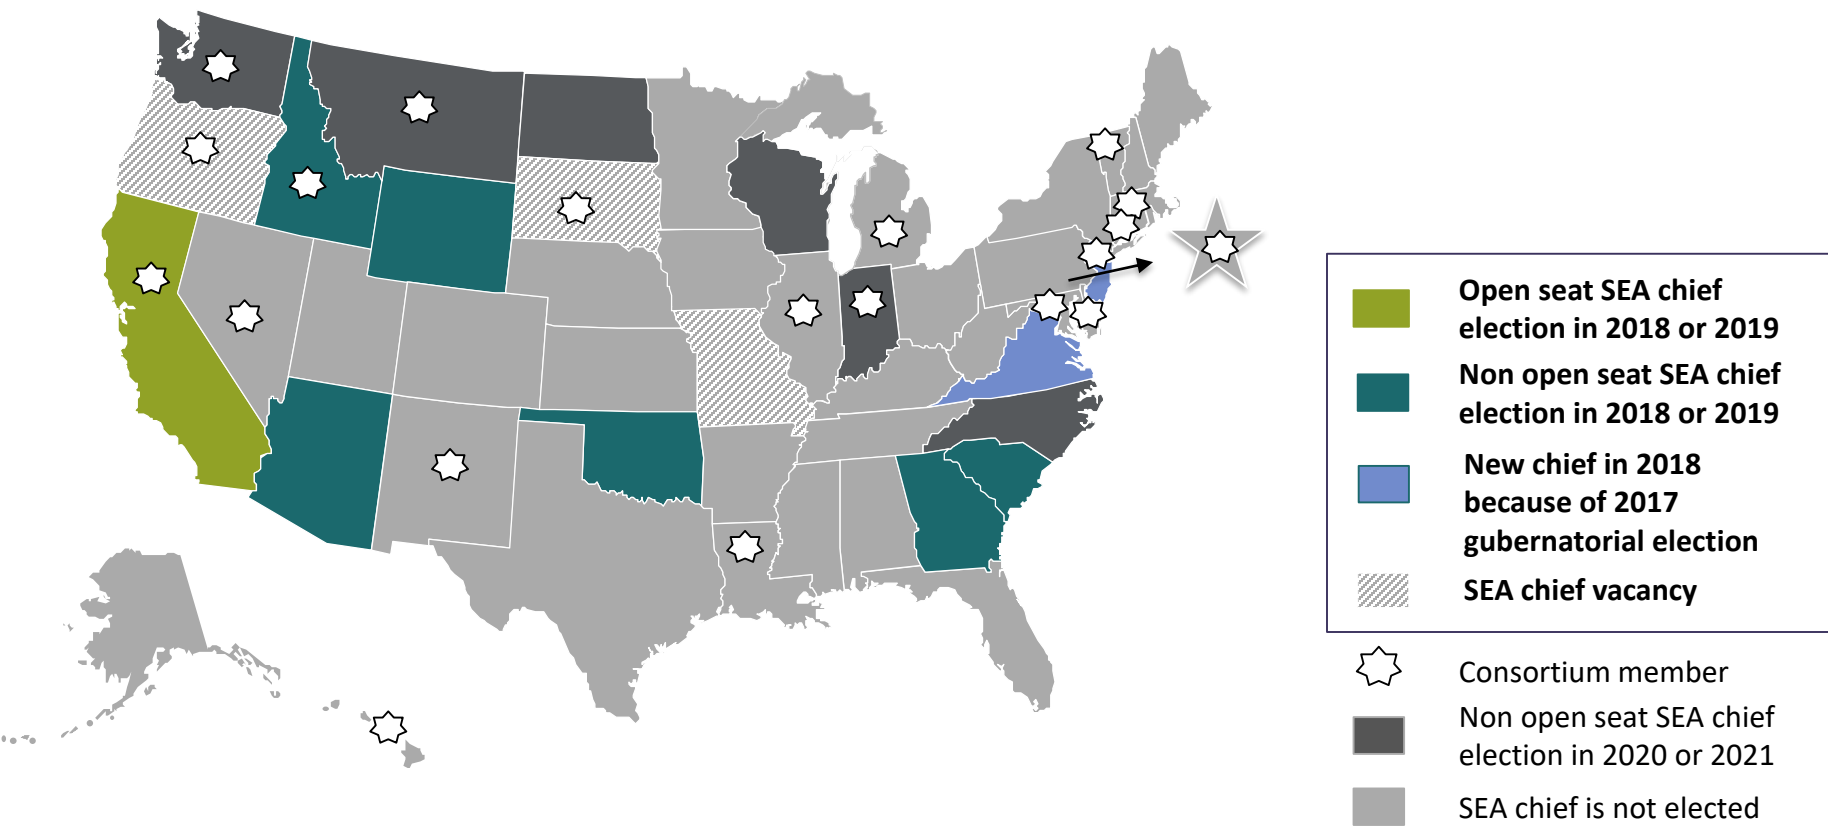 Open seat SEA chief
election in 2018 or 2019
Non open seat SEA chief
election in 2018 or 2019
New chief in 2018
because of 2017
gubernatorial election
SEA chief vacancy
Consortium member
Non open seat SEA chief
election in 2020 or 2021
SEA chief is not elected